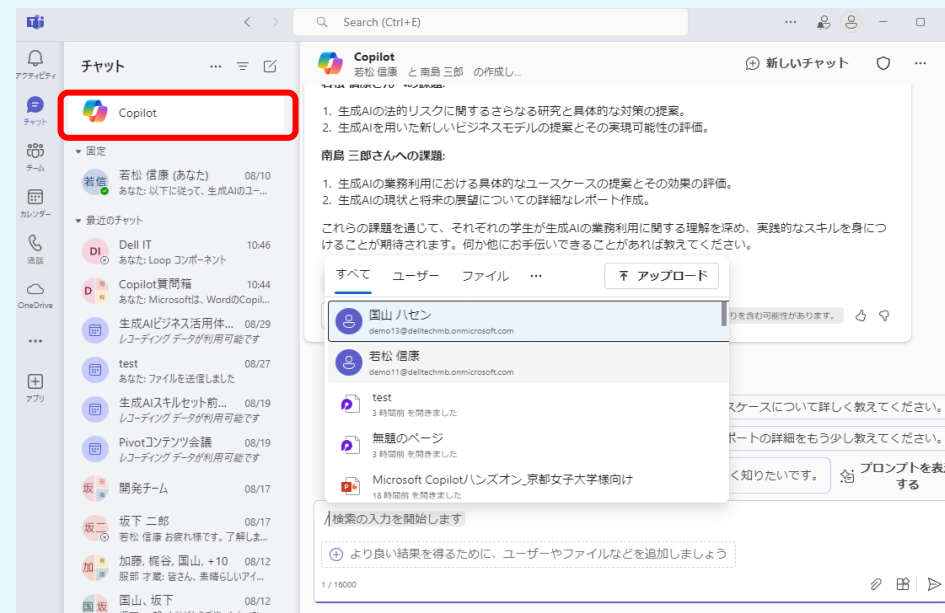 Search (Ctrl+E)
アクティビティ
チャット
チーム
カレンダー
通話
OneDrive
アプリ
チャット
Copilot
固定
若信
若松 信康 (あなた) 08/10
あなた: 以下に従って、生成AIのユー...
最近のチャット
DI
Dell IT 10:46
あなた: Loop コンポーネント
D
Copilot質問箱 10:44
あなた: Microsoftは、WordのCopil...
生成AIビジネス活用体... 08/29
レコーディング データが利用可能です
test 08/27
あなた: ファイルを送信しました
生成AIスキルセット前... 08/19
レコーディング データが利用可能です
Pivotコンテンツ会議 08/19
レコーディング データが利用可能です
坂
開発チーム 08/17
坂二
坂下 二郎 08/17
若松 信康 お疲れ様です。了解しま...
加
加藤, 梶谷, 国山, +10 08/12
服部 才蔵: 皆さん、素晴らしいアイ...
国 坂
国山、坂下 08/12
Copilot
若松 信康 と 南島 三郎 の作成し...
新しいチャット
1. 生成AIの法的リスクに関するさらなる研究と具体的な対策の提案。
2. 生成AIを用いた新しいビジネスモデルの提案とその実現可能性の評価。
南島 三郎さんへの課題:
1. 生成AIの業務利用における具体的なユースケースの提案とその効果の評価。
2. 生成AIの現状と将来の展望についての詳細なレポート作成。
これらの課題を通じて、それぞれの学生が生成AIの業務利用に関する理解を深め、実践的なスキルを身につ
けることが期待されます。何か他にお手伝いできることがあれば教えてください。
すべて ユーザー ファイル ... アップロード
国山 ハセン
demo13@delltechmb.onmicrosoft.com
りを含む可能性があります。
若松 信康
demo11@delltechmb.onmicrosoft.com
test
3 時間前 を開きました
スケースについて詳しく教えてください。
無題のページ
3 時間前 を開きました
ポートの詳細をもう少し教えてください。
Microsoft Copilotハンズオン_京都女子大学様向け
18 時間前 を開きました
く知りたいです。
プロンプトを表示
する
/検索の入力を開始します
より良い結果を得るために、ユーザーやファイルなどを追加しましょう
1 / 16000